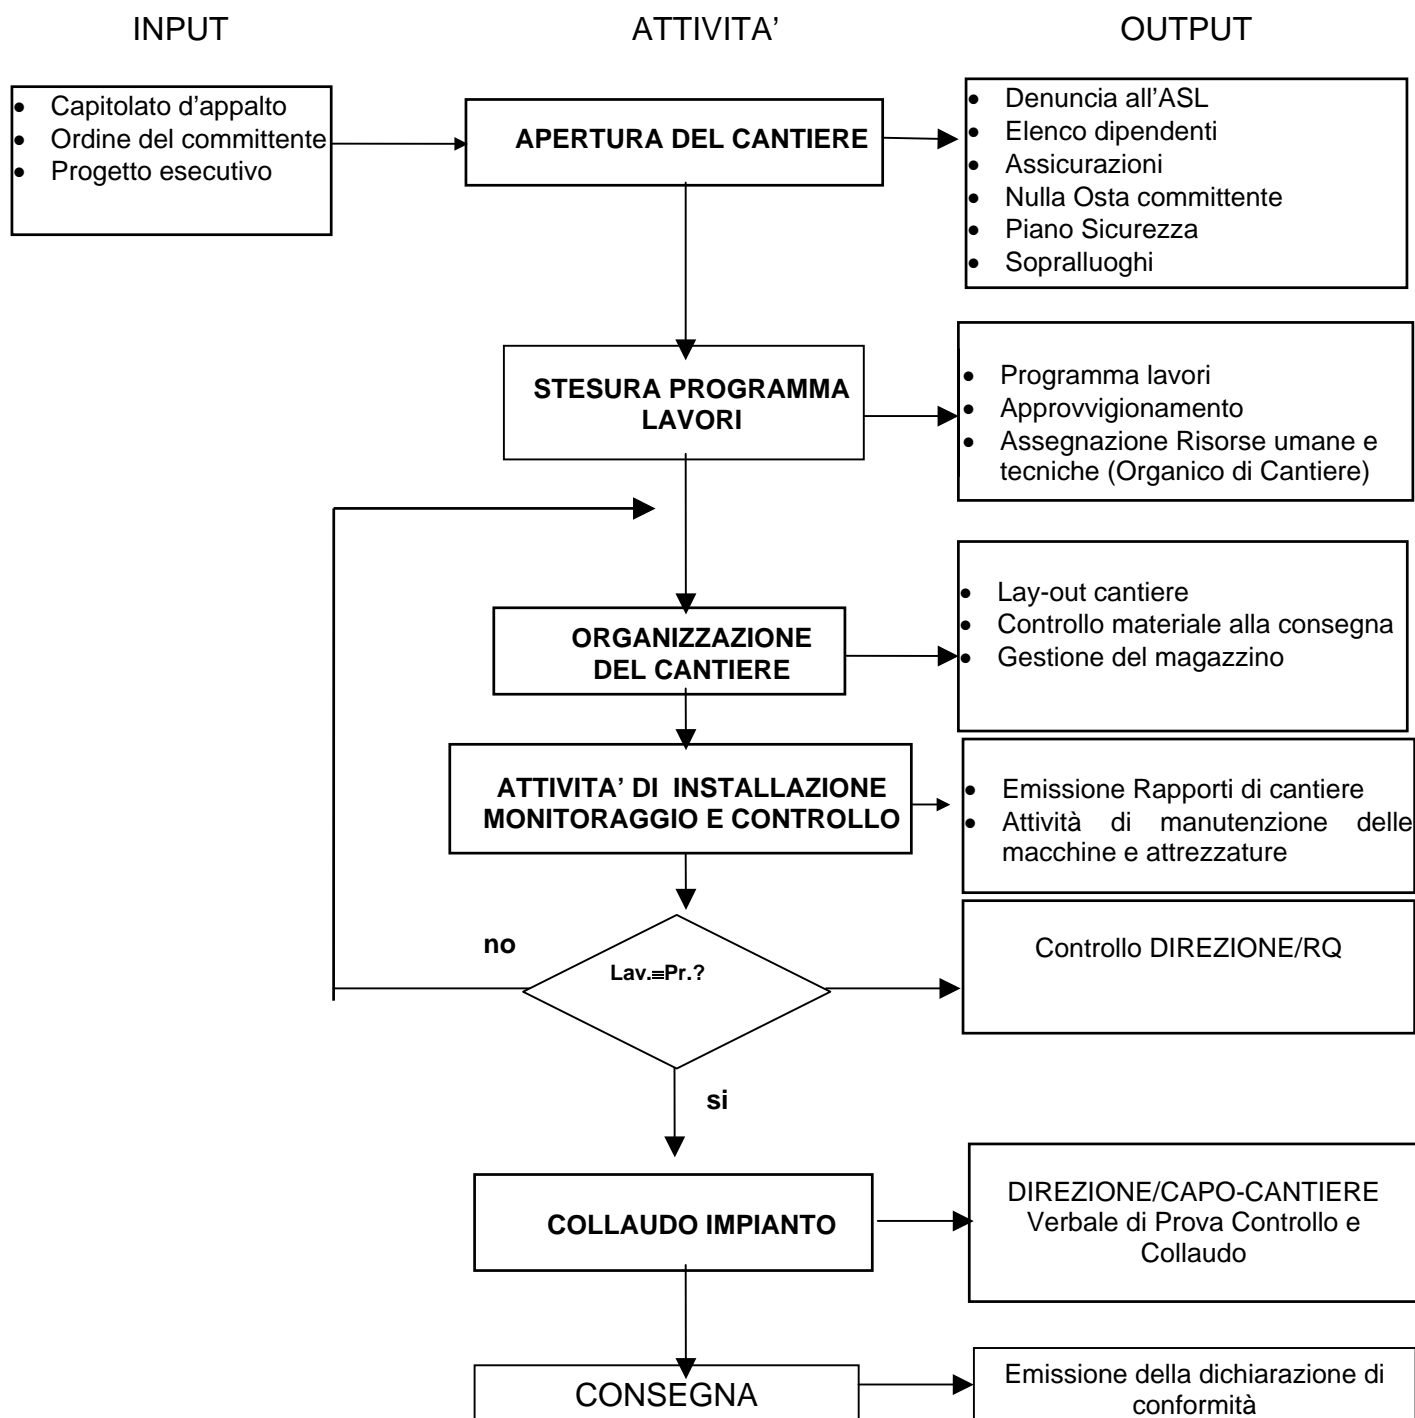 INPUT
ATTIVITA’
OUTPUT
• Capitolato d’appalto
• Ordine del committente
• Progetto esecutivo
APERTURA DEL CANTIERE
• Denuncia all’ASL
• Elenco dipendenti
• Assicurazioni
• Nulla Osta committente
• Piano Sicurezza
• Sopralluoghi
STESURA PROGRAMMA
LAVORI
• Programma lavori
• Approvvigionamento
• Assegnazione Risorse umane e
tecniche (Organico di Cantiere)
ORGANIZZAZIONE
DEL CANTIERE
• Lay-out cantiere
• Controllo materiale alla consegna
• Gestione del magazzino
ATTIVITA’ DI INSTALLAZIONE
MONITORAGGIO E CONTROLLO
• Emissione Rapporti di cantiere
• Attività di manutenzione delle
macchine e attrezzature
no
Lav.≡Pr.?
Controllo DIREZIONE/RQ
si
COLLAUDO IMPIANTO
DIREZIONE/CAPO-CANTIERE
Verbale di Prova Controllo e
Collaudo
CONSEGNA
Emissione della dichiarazione di
conformità